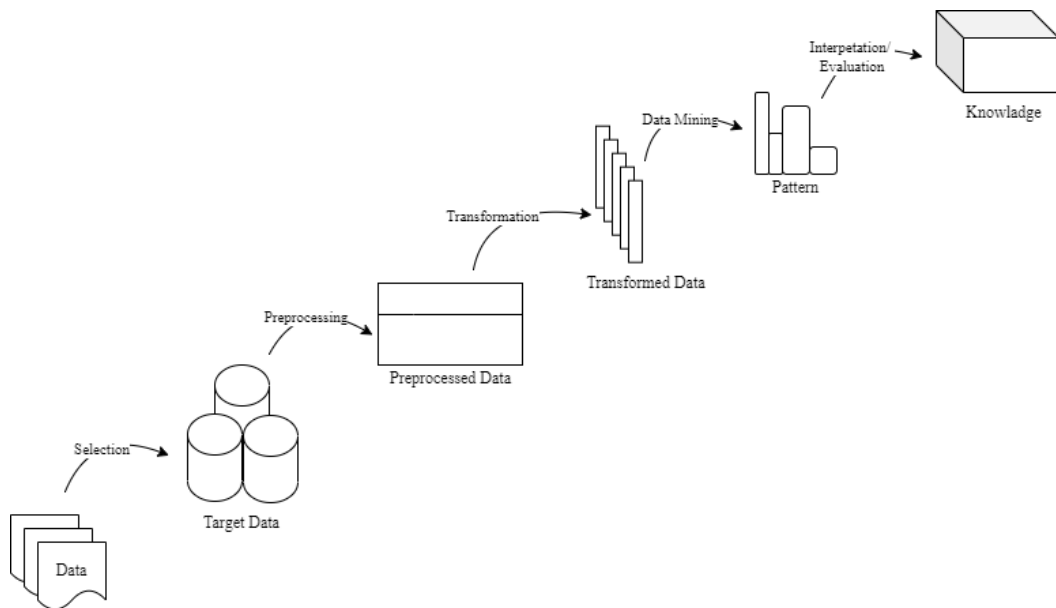 Data
Selection
Target Data
Preprocessing
Preprocessed Data
Transformation
Transformed Data
Data Mining
Pattern
Interpetation/
Evaluation
Knowladge